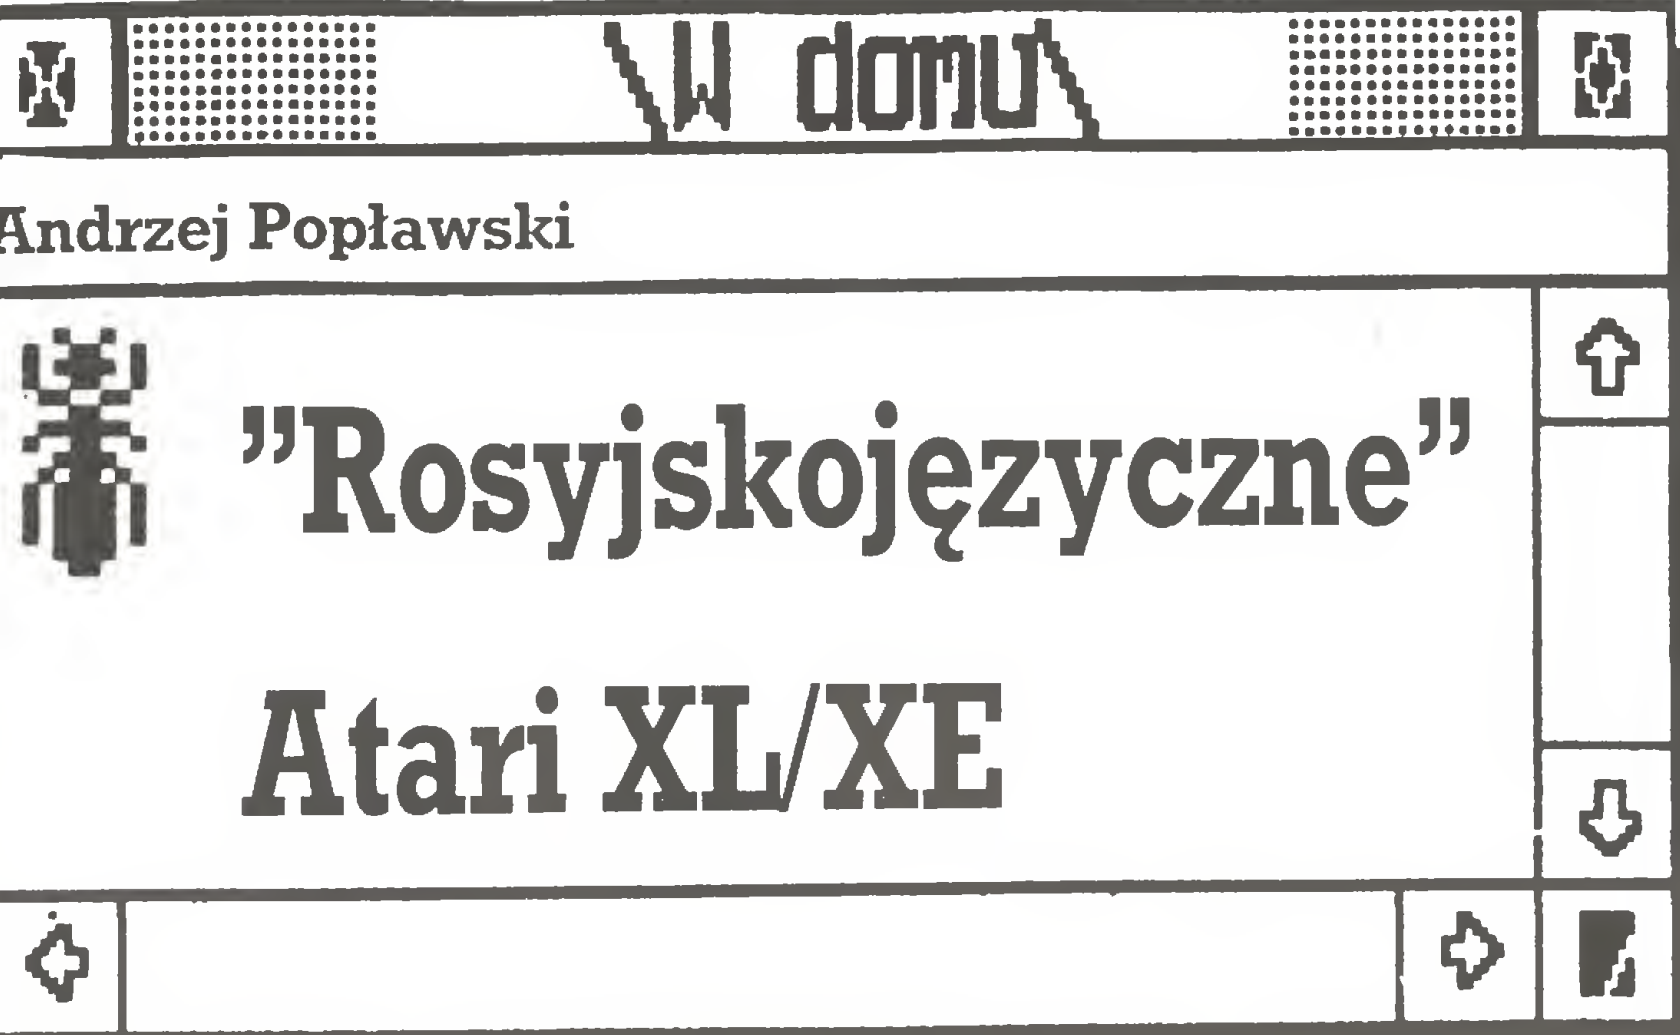 \W domu\
Andrzej Popławski
”Rosyjskojęzyczne”
Atari XL/XE